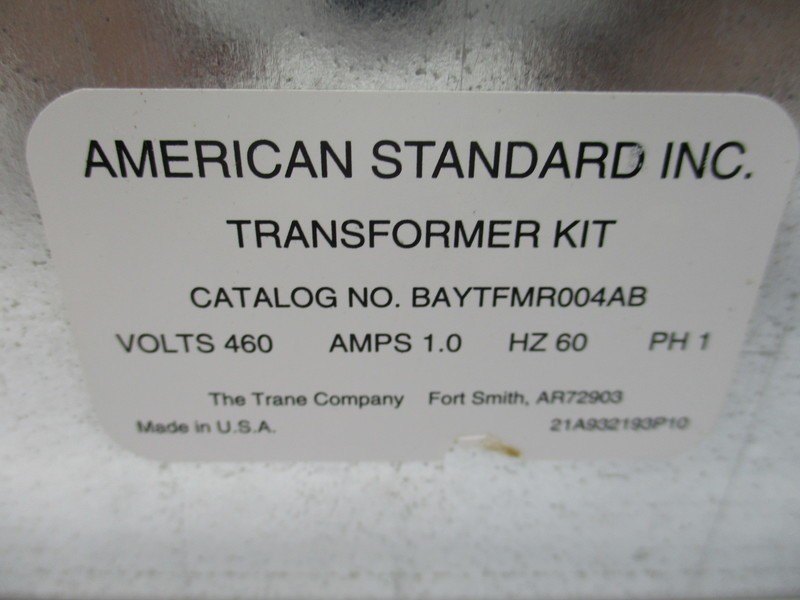 AMERICAN STANDARD INC.
TRANSFORMER KIT
CATALOG NO. BAYTFMR004AB
VOLTS 460 AMPS 1.0 HZ 60 PH 1
The Trane Company Fort Smith, AR72903
Made in U.S.A. 21A932193P10